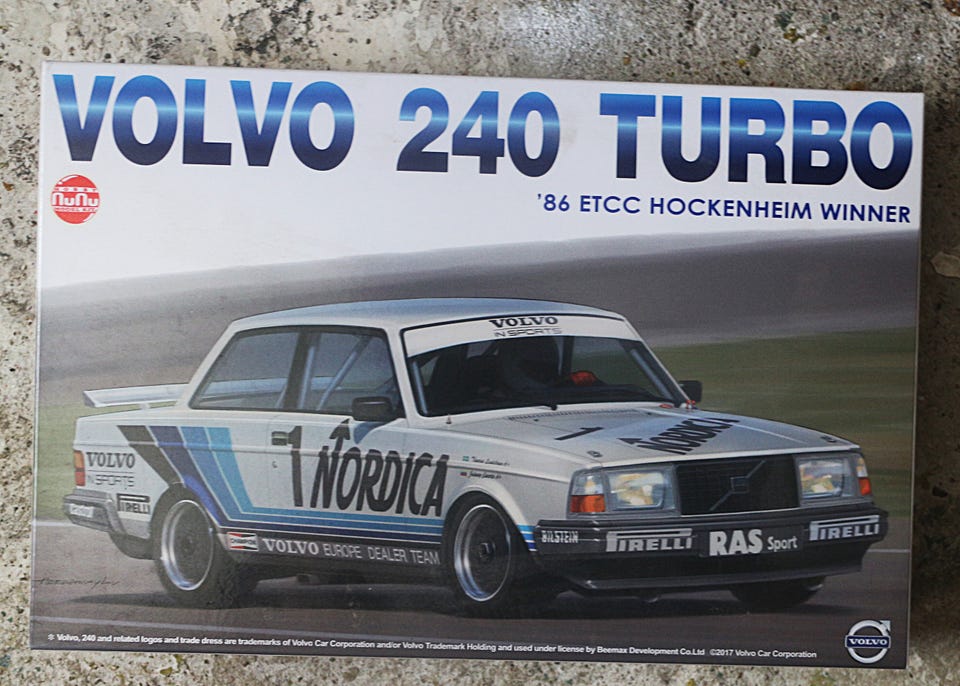 VOLVO 240 TURBO
HOBBY
NUNU
MODEL KIT
'86 ETCC HOCKENHEIM WINNER
VOLVO
IN SPORTS
1
NORDICA
1 NORDICA
VOLVO
IN SPORTS
PIRELLI
VOLVO EUROPE DEALER TEAM
BILSTEIN
PIRELLI
RAS Sport
PIRELLI
VOLVO
※ Volvo, 240 and related logos and trade dress are trademarks of Volvo Car Corporation and/or Volvo Trademark Holding and used under license by Beemax Development Co.Ltd ©2017 Volvo Car Corporation